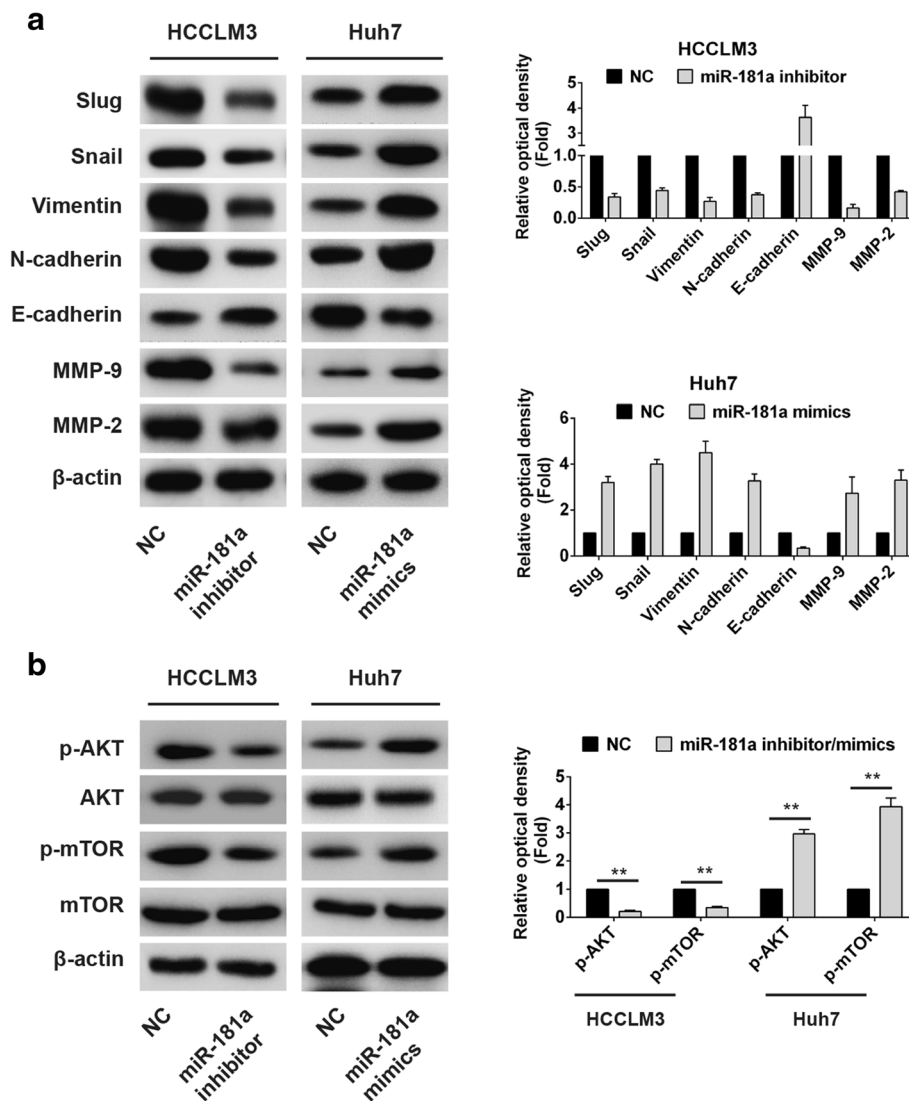 a
HCCLM3
Huh7
Slug
Snail
Vimentin
N-cadherin
E-cadherin
MMP-9
MMP-2
β-actin
NC
miR-181a
inhibitor
NC
miR-181a
mimics
HCCLM3
NC
miR-181a inhibitor
Relative optical density
(Fold)
5
4
3
2
1.0
0.5
0.0
Slug
Snail
Vimentin
N-cadherin
E-cadherin
MMP-9
MMP-2
Huh7
NC
miR-181a mimics
Relative optical density
(Fold)
6
4
2
0
Slug
Snail
Vimentin
N-cadherin
E-cadherin
MMP-9
MMP-2
b
HCCLM3
Huh7
p-AKT
AKT
p-mTOR
mTOR
β-actin
NC
miR-181a
inhibitor
NC
miR-181a
mimics
NC
miR-181a inhibitor/mimics
Relative optical density
(Fold)
5
4
3
2
1
0
**
**
**
**
p-AKT
p-mTOR
p-AKT
p-mTOR
HCCLM3
Huh7